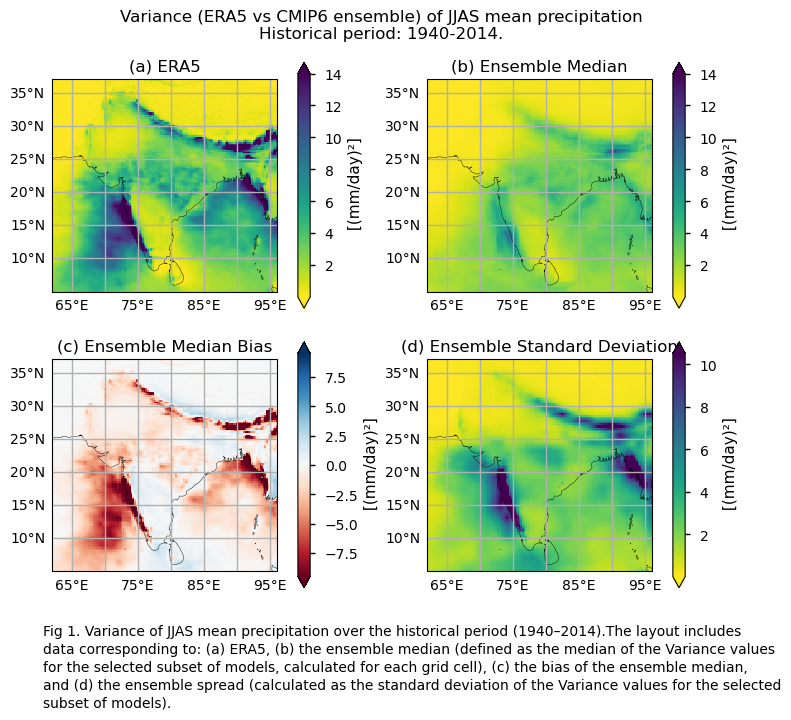 Variance (ERA5 vs CMIP6 ensemble) of JJAS mean precipitation
Historical period: 1940-2014.
(a) ERA5
35°N
30°N
25°N
20°N
15°N
10°N
65°E 75°E 85°E 95°E
14
12
10
8
6
4
2
[(mm/day)²]
(b) Ensemble Median
35°N
30°N
25°N
20°N
15°N
10°N
65°E 75°E 85°E 95°E
14
12
10
8
6
4
2
[(mm/day)²]
(c) Ensemble Median Bias
35°N
30°N
25°N
20°N
15°N
10°N
65°E 75°E 85°E 95°E
7.5
5.0
2.5
0.0
−2.5
−5.0
−7.5
[(mm/day)²]
(d) Ensemble Standard Deviation
35°N
30°N
25°N
20°N
15°N
10°N
65°E 75°E 85°E 95°E
10
8
6
4
2
[(mm/day)²]
Fig 1. Variance of JJAS mean precipitation over the historical period (1940–2014).The layout includes
data corresponding to: (a) ERA5, (b) the ensemble median (defined as the median of the Variance values
for the selected subset of models, calculated for each grid cell), (c) the bias of the ensemble median,
and (d) the ensemble spread (calculated as the standard deviation of the Variance values for the selected
subset of models).